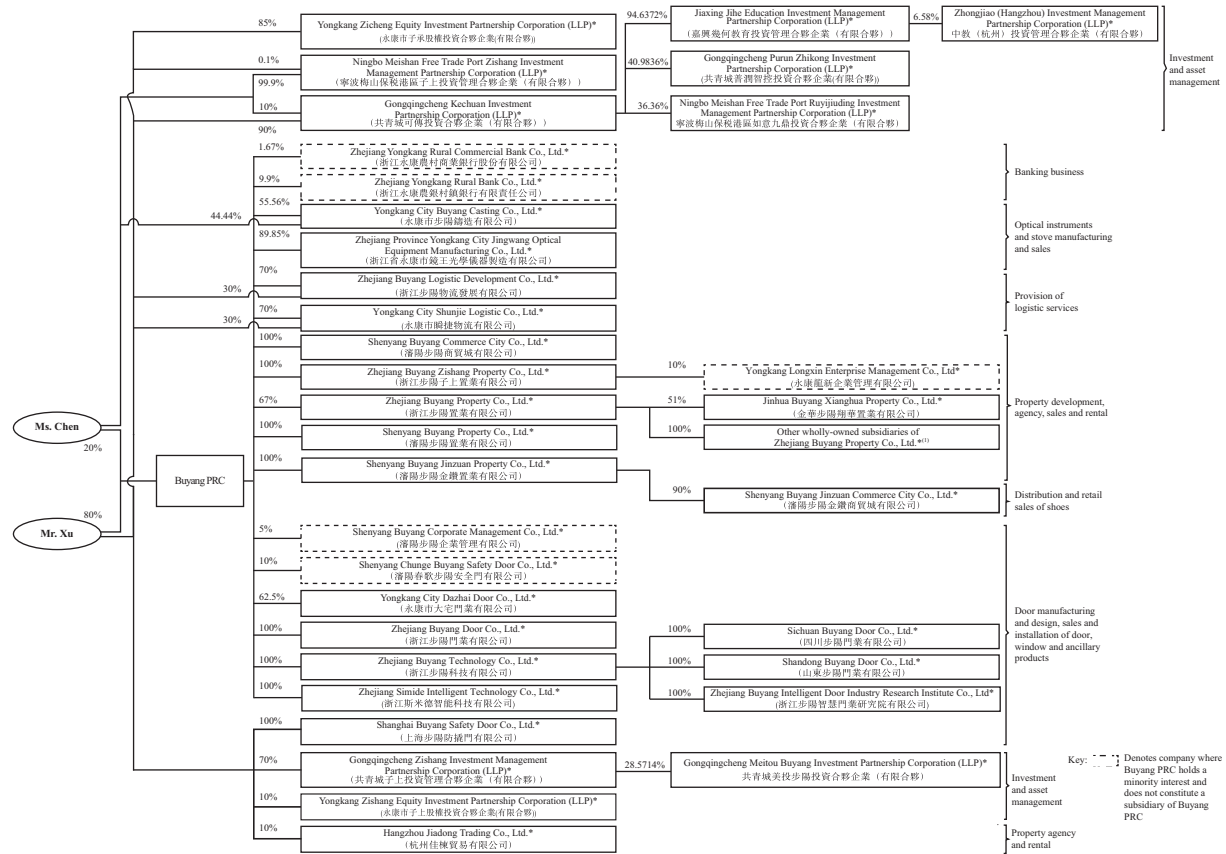 85%
Yongkang Zicheng Equity Investment Partnership Corporation (LLP)*
(永康市子承股權投資合夥企業(有限合夥))
0.1%
Ningbo Meishan Free Trade Port Zishang Investment
Management Partnership Corporation (LLP)*
(寧波梅山保税港區子上投資管理合夥企業（有限合夥）)
99.9%
10%
Gongqingcheng Kechuan Investment
Partnership Corporation (LLP)*
(共青城可傳投資合夥企業（有限合夥）)
90%
94.6372%
Jiaxing Jihe Education Investment Management
Partnership Corporation (LLP)*
(嘉興幾何教育投資管理合夥企業（有限合夥）)
6.58%
Zhongjiao (Hangzhou) Investment Management
Partnership Corporation (LLP)*
中教（杭州）投資管理合夥企業（有限合夥）
40.9836%
Gongqingcheng Purun Zhikong Investment
Partnership Corporation (LLP)*
(共青城普潤智控投資合夥企業(有限合夥))
36.36%
Ningbo Meishan Free Trade Port Ruyijiuding Investment
Management Partnership Corporation (LLP)*
寧波梅山保税港區如意九鼎投資合夥企業（有限合夥）
Investment
and asset
management
1.67%
Zhejiang Yongkang Rural Commercial Bank Co., Ltd.*
(浙江永康農村商業銀行股份有限公司)
9.9%
Zhejiang Yongkang Rural Bank Co., Ltd.*
(浙江永康農銀村鎮銀行有限責任公司)
Banking business
55.56%
44.44%
Yongkang City Buyang Casting Co., Ltd.*
(永康市步陽鑄造有限公司)
89.85%
Zhejiang Province Yongkang City Jingwang Optical
Equipment Manufacturing Co., Ltd.*
(浙江省永康市鏡王光學儀器製造有限公司)
Optical instruments
and stove manufacturing
and sales
70%
30%
Zhejiang Buyang Logistic Development Co., Ltd.*
(浙江步陽物流發展有限公司)
70%
30%
Yongkang City Shunjie Logistic Co., Ltd.*
(永康市瞬捷物流有限公司)
Provision of
logistic services
100%
Shenyang Buyang Commerce City Co., Ltd.*
(瀋陽步陽商貿城有限公司)
100%
Zhejiang Buyang Zishang Property Co., Ltd.*
(浙江步陽子上置業有限公司)
10%
Yongkang Longxin Enterprise Management Co., Ltd*
(永康龍新企業管理有限公司)
67%
Zhejiang Buyang Property Co., Ltd.*
(浙江步陽置業有限公司)
51%
Jinhua Buyang Xianghua Property Co., Ltd.*
(金華步陽翔華置業有限公司)
100%
Other wholly-owned subsidiaries of
Zhejiang Buyang Property Co., Ltd.*(1)
100%
Shenyang Buyang Property Co., Ltd.*
(瀋陽步陽置業有限公司)
Property development,
agency, sales and rental
Ms. Chen
20%
Buyang PRC
80%
Mr. Xu
100%
Shenyang Buyang Jinzuan Property Co., Ltd.*
(瀋陽步陽金鑽置業有限公司)
90%
Shenyang Buyang Jinzuan Commerce City Co., Ltd.*
(瀋陽步陽金鑽商貿城有限公司)
Distribution and retail
sales of shoes
5%
Shenyang Buyang Corporate Management Co., Ltd.*
(瀋陽步陽企業管理有限公司)
10%
Shenyang Chunge Buyang Safety Door Co., Ltd.*
(瀋陽春歌步陽安全門有限公司)
62.5%
Yongkang City Dazhai Door Co., Ltd.*
(永康市大宅門業有限公司)
100%
Zhejiang Buyang Door Co., Ltd.*
(浙江步陽門業有限公司)
100%
Zhejiang Buyang Technology Co., Ltd.*
(浙江步陽科技有限公司)
100%
Zhejiang Simide Intelligent Technology Co., Ltd.*
(浙江斯米德智能科技有限公司)
100%
Sichuan Buyang Door Co., Ltd.*
(四川步陽門業有限公司)
100%
Shandong Buyang Door Co., Ltd.*
(山東步陽門業有限公司)
100%
Zhejiang Buyang Intelligent Door Industry Research Institute Co., Ltd*
(浙江步陽智慧門業研究院有限公司)
Door manufacturing
and design, sales and
installation of door,
window and ancillary
products
100%
Shanghai Buyang Safety Door Co., Ltd.*
(上海步陽防撬門有限公司)
70%
Gongqingcheng Zishang Investment Management
Partnership Corporation (LLP)*
(共青城子上投資管理合夥企業（有限合夥）)
28.5714%
Gongqingcheng Meitou Buyang Investment Partnership Corporation (LLP)*
共青城美投步陽投資合夥企業（有限合夥）
10%
Yongkang Zishang Equity Investment Partnership Corporation (LLP)*
(永康市子上股權投資合夥企業(有限合夥))
Investment
and asset
management
10%
Hangzhou Jiadong Trading Co., Ltd.*
(杭州佳棟貿易有限公司)
Property agency
and rental
Key:
Denotes company where
Buyang PRC holds a
minority interest and
does not constitute a
subsidiary of Buyang
PRC